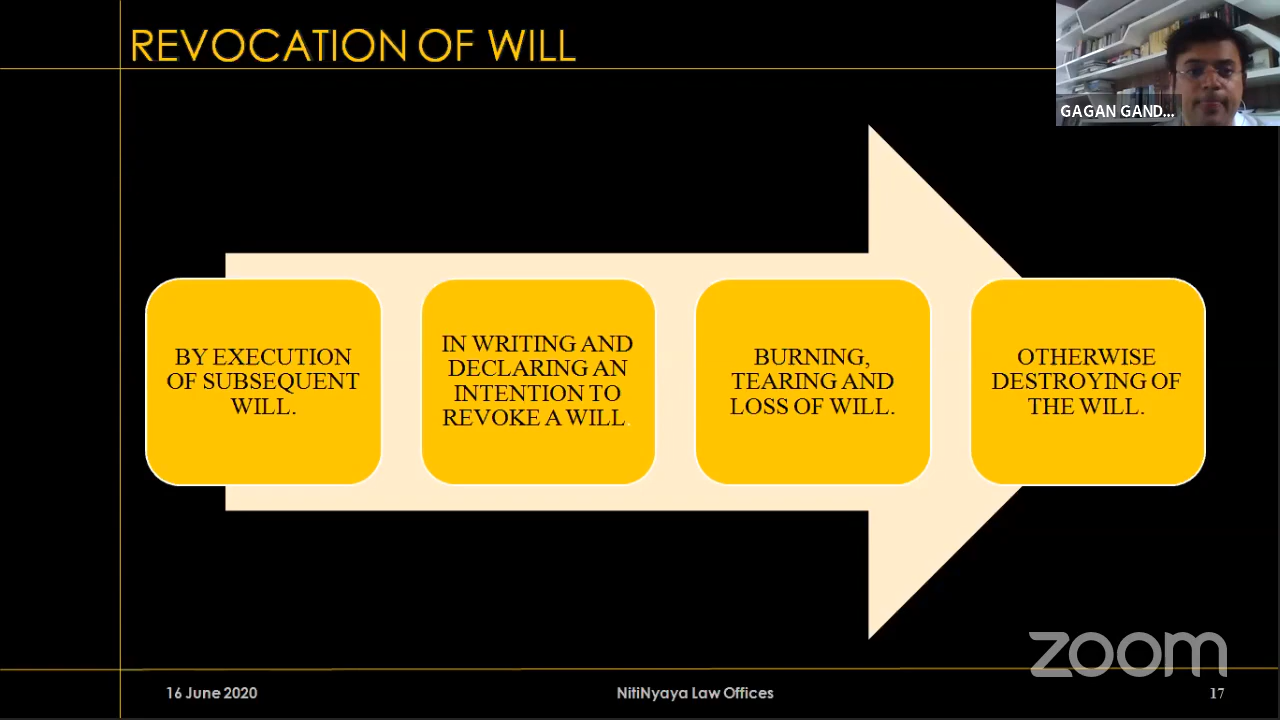 REVOCATION OF WILL
GAGAN GAND...
BY EXECUTION
OF SUBSEQUENT
WILL.
IN WRITING AND
DECLARING AN
INTENTION TO
REVOKE A WILL.
BURNING,
TEARING AND
LOSS OF WILL.
OTHERWISE
DESTROYING OF
THE WILL.
zoom
16 June 2020
NitiNyaya Law Offices
17